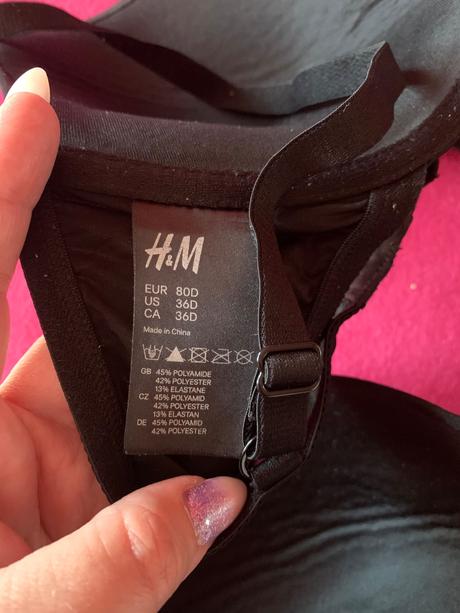 H&M
EUR 80D
US 36D
CA 36D
Made in China
GB 45% POLYAMIDE
42% POLYESTER
13% ELASTANE
CZ 45% POLYAMID
42% POLYESTER
13% ELASTAN
DE 45% POLYAMID
42% POLYESTER